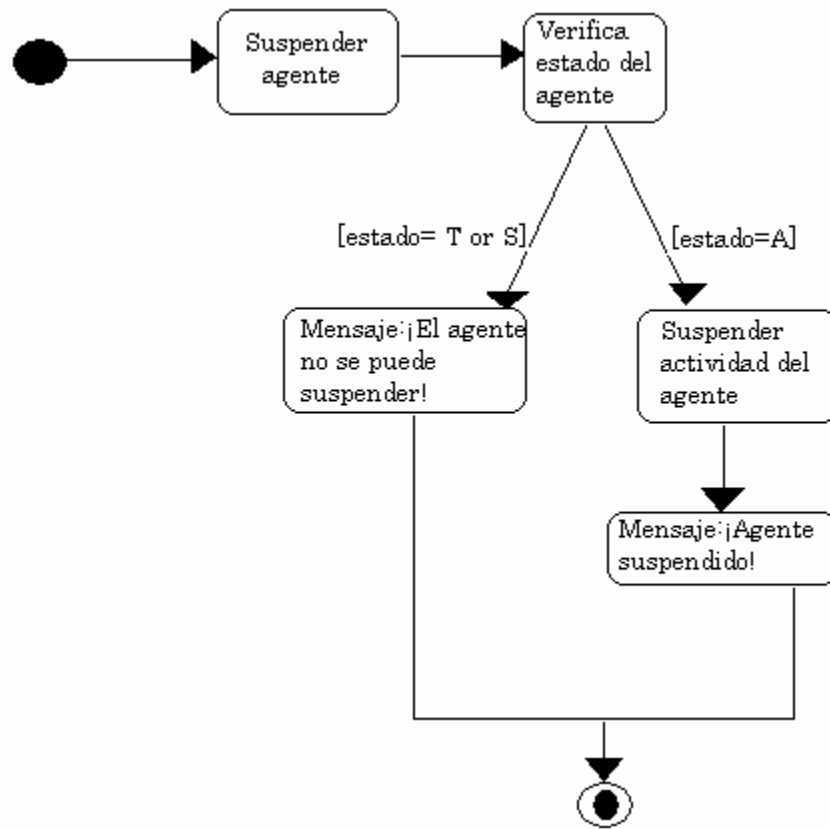 Suspender
agente
Verifica
estado del
agente
[estado= T or S]
[estado=A]
Mensaje:¡El agente
no se puede
suspender!
Suspender
actividad del
agente
Mensaje:¡Agente
suspendido!